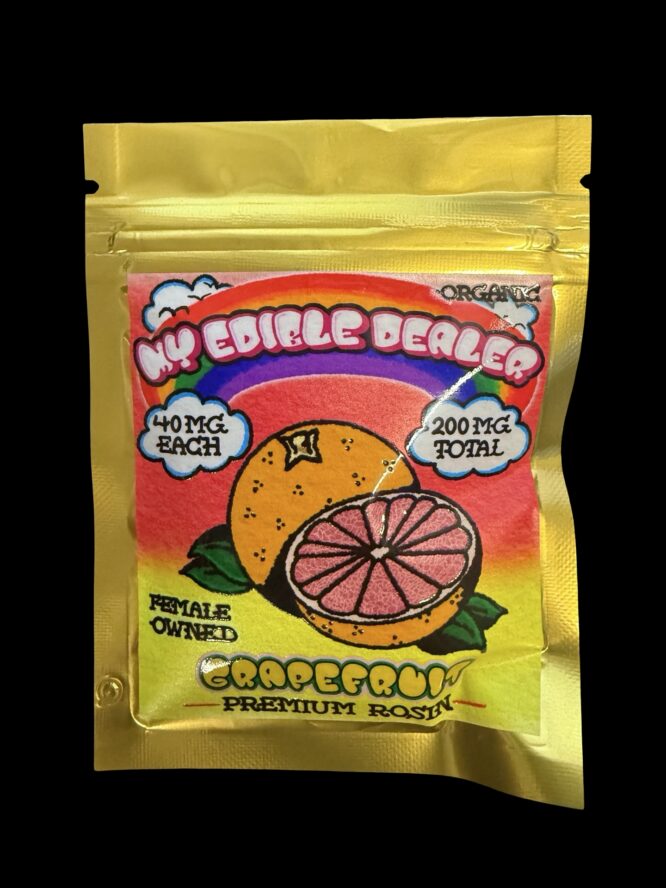 ORGANIC
MY EDIBLE DEALER
40 MG
EACH
200 MG
TOTAL
FEMALE
OWNED
GRAPEFRUIT
PREMIUM ROSIN